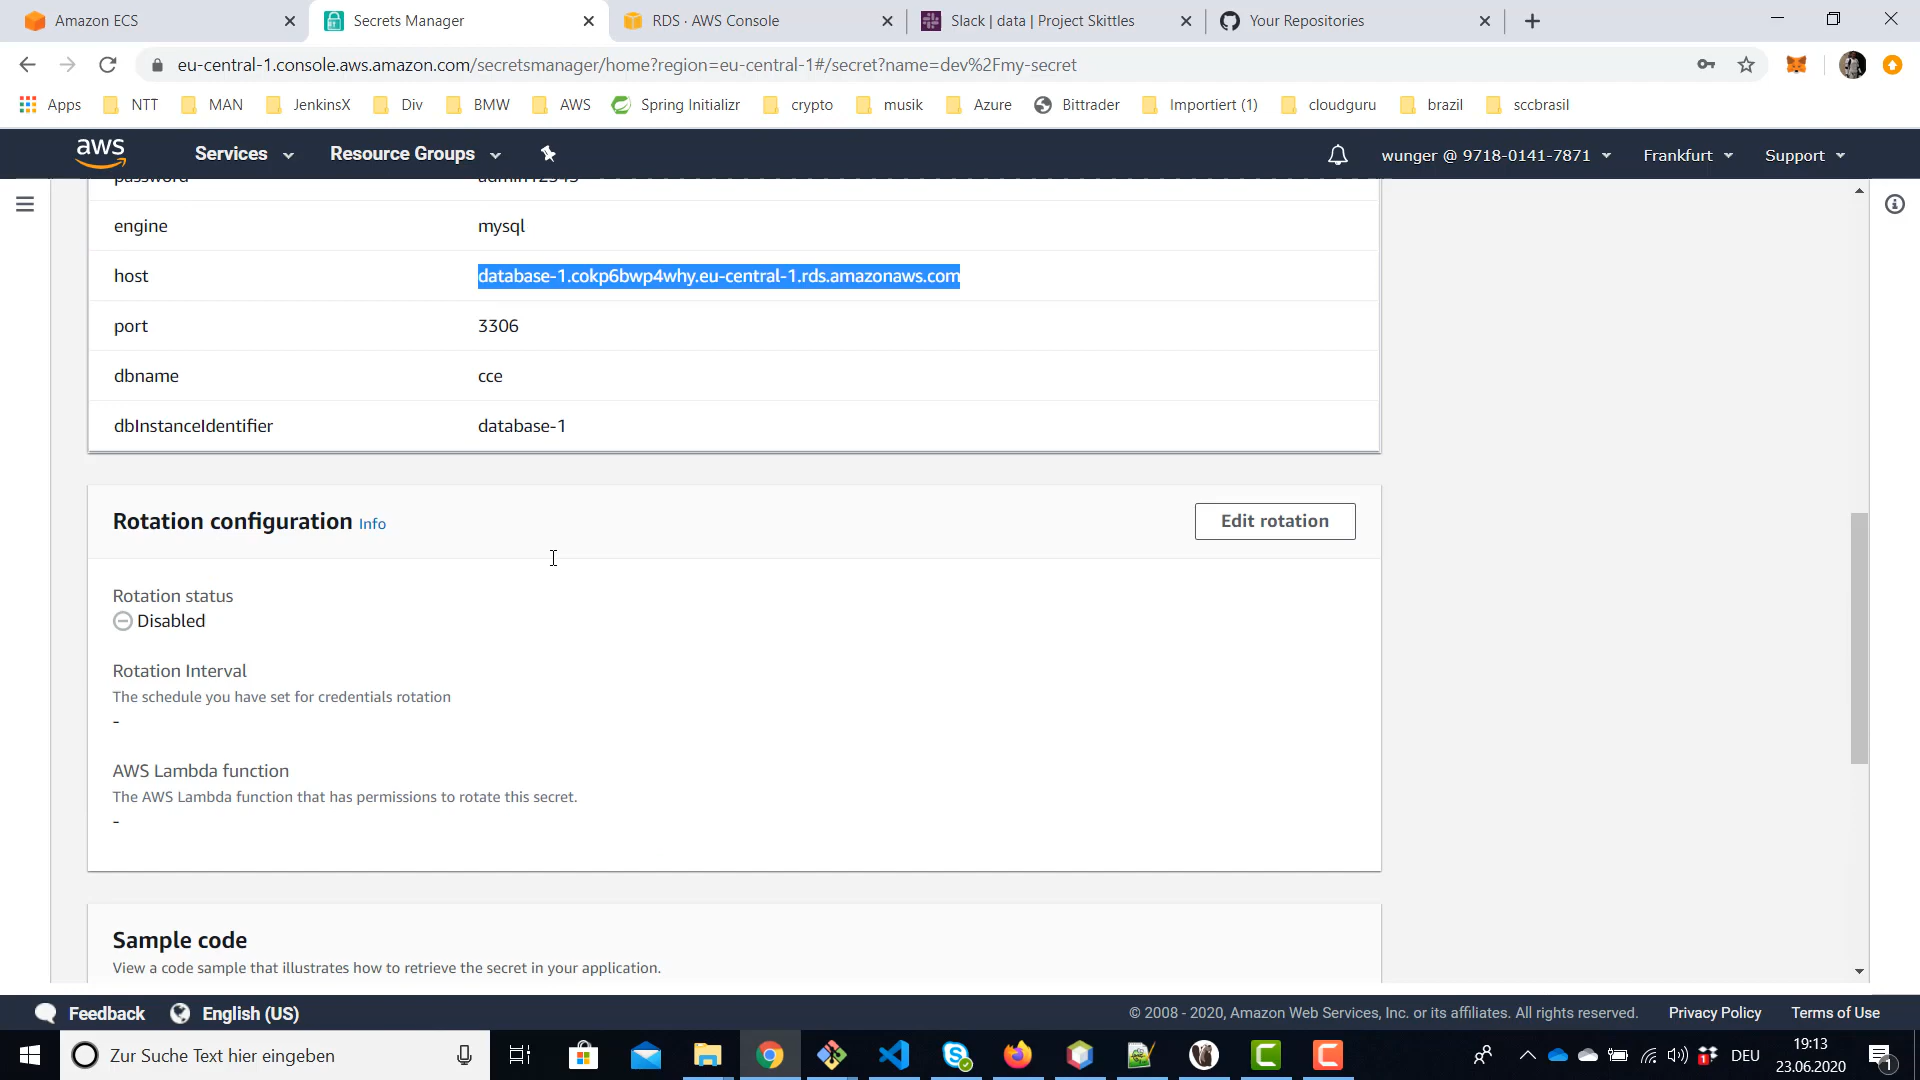 Amazon ECS
Secrets Manager
RDS · AWS Console
Slack | data | Project Skittles
Your Repositories
eu-central-1.console.aws.amazon.com/secretsmanager/home?region=eu-central-1#/secret?name=dev%2Fmy-secret
Apps
NTT
MAN
JenkinsX
Div
BMW
AWS
Spring Initializr
crypto
musik
Azure
Bittrader
Importiert (1)
cloudguru
brazil
sccbrasil
aws
Services
Resource Groups
wunger @ 9718-0141-7871
Frankfurt
Support
password
engine
mysql
host
database-1.cokp6bwp4why.eu-central-1.rds.amazonaws.com
port
3306
dbname
cce
dbInstanceIdentifier
database-1
Rotation configuration Info
Edit rotation
Rotation status
Disabled
Rotation Interval
The schedule you have set for credentials rotation
-
AWS Lambda function
The AWS Lambda function that has permissions to rotate this secret.
-
Sample code
View a code sample that illustrates how to retrieve the secret in your application.
Feedback
English (US)
© 2008 - 2020, Amazon Web Services, Inc. or its affiliates. All rights reserved.
Privacy Policy
Terms of Use
Zur Suche Text hier eingeben
DEU
19:13
23.06.2020
1